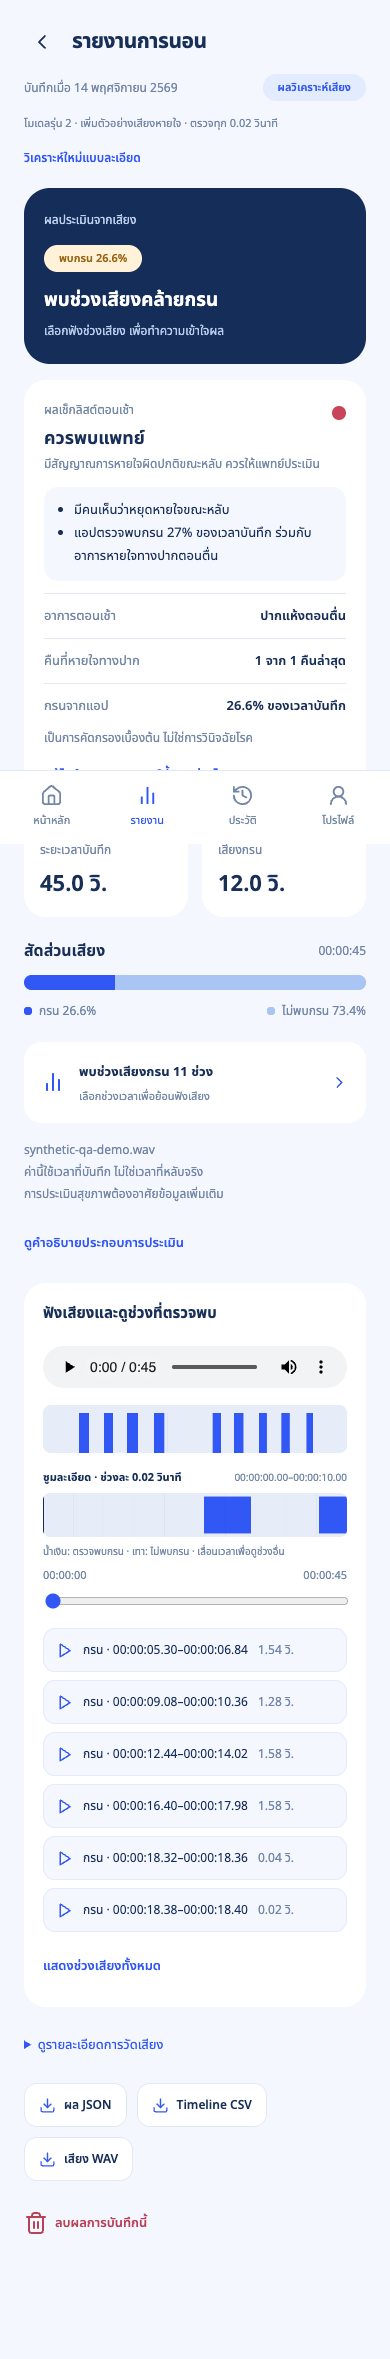 รายงานการนอน
บันทึกเมื่อ 14 พฤศจิกายน 2569
ผลวิเคราะห์เสียง
โมเดลรุ่น 2 · เพิ่มตัวอย่างเสียงหายใจ · ตรวจทุก 0.02 วินาที
วิเคราะห์ใหม่แบบละเอียด
ผลประเมินจากเสียง
พบกรน 26.6%
พบช่วงเสียงคล้ายกรน
เลือกฟังช่วงเสียง เพื่อทำความเข้าใจผล
ผลเช็กลิสต์ตอนเช้า
ควรพบแพทย์
มีสัญญาณการหายใจผิดปกติขณะหลับ ควรให้แพทย์ประเมิน
มีคนเห็นว่าหยุดหายใจขณะหลับ
แอปตรวจพบกรน 27% ของเวลาบันทึก ร่วมกับ
อาการหายใจทางปากตอนตื่น
อาการตอนเช้า ปากแห้งตอนตื่น
คืนที่หายใจทางปาก 1 จาก 1 คืนล่าสุด
กรนจากแอป 26.6% ของเวลาบันทึก
เป็นการคัดกรองเบื้องต้น ไม่ใช่การวินิจฉัยโรค
หน้าหลัก รายงาน ประวัติ โปรไฟล์
ระยะเวลาบันทึก เสียงกรน
45.0 วิ. 12.0 วิ.
สัดส่วนเสียง 00:00:45
กรน 26.6% ไม่พบกรน 73.4%
พบช่วงเสียงกรน 11 ช่วง
เลือกช่วงเวลาเพื่อย้อนฟังเสียง
synthetic-qa-demo.wav
ค่านี้ใช้เวลาที่บันทึก ไม่ใช่เวลาที่หลับจริง
การประเมินสุขภาพต้องอาศัยข้อมูลเพิ่มเติม
ดูคำอธิบายประกอบการประเมิน
ฟังเสียงและดูช่วงที่ตรวจพบ
0:00 / 0:45
ซูมละเอียด · ช่วงละ 0.02 วินาที 00:00:00.00–00:00:10.00
น้ำเงิน: ตรวจพบกรน · เทา: ไม่พบกรน · เลื่อนเวลาเพื่อดูช่วงอื่น
00:00:00 00:00:45
กรน · 00:00:05.30–00:00:06.84 1.54 วิ.
กรน · 00:00:09.08–00:00:10.36 1.28 วิ.
กรน · 00:00:12.44–00:00:14.02 1.58 วิ.
กรน · 00:00:16.40–00:00:17.98 1.58 วิ.
กรน · 00:00:18.32–00:00:18.36 0.04 วิ.
กรน · 00:00:18.38–00:00:18.40 0.02 วิ.
แสดงช่วงเสียงทั้งหมด
ดูรายละเอียดการวัดเสียง
ผล JSON Timeline CSV
เสียง WAV
ลบผลการบันทึกนี้